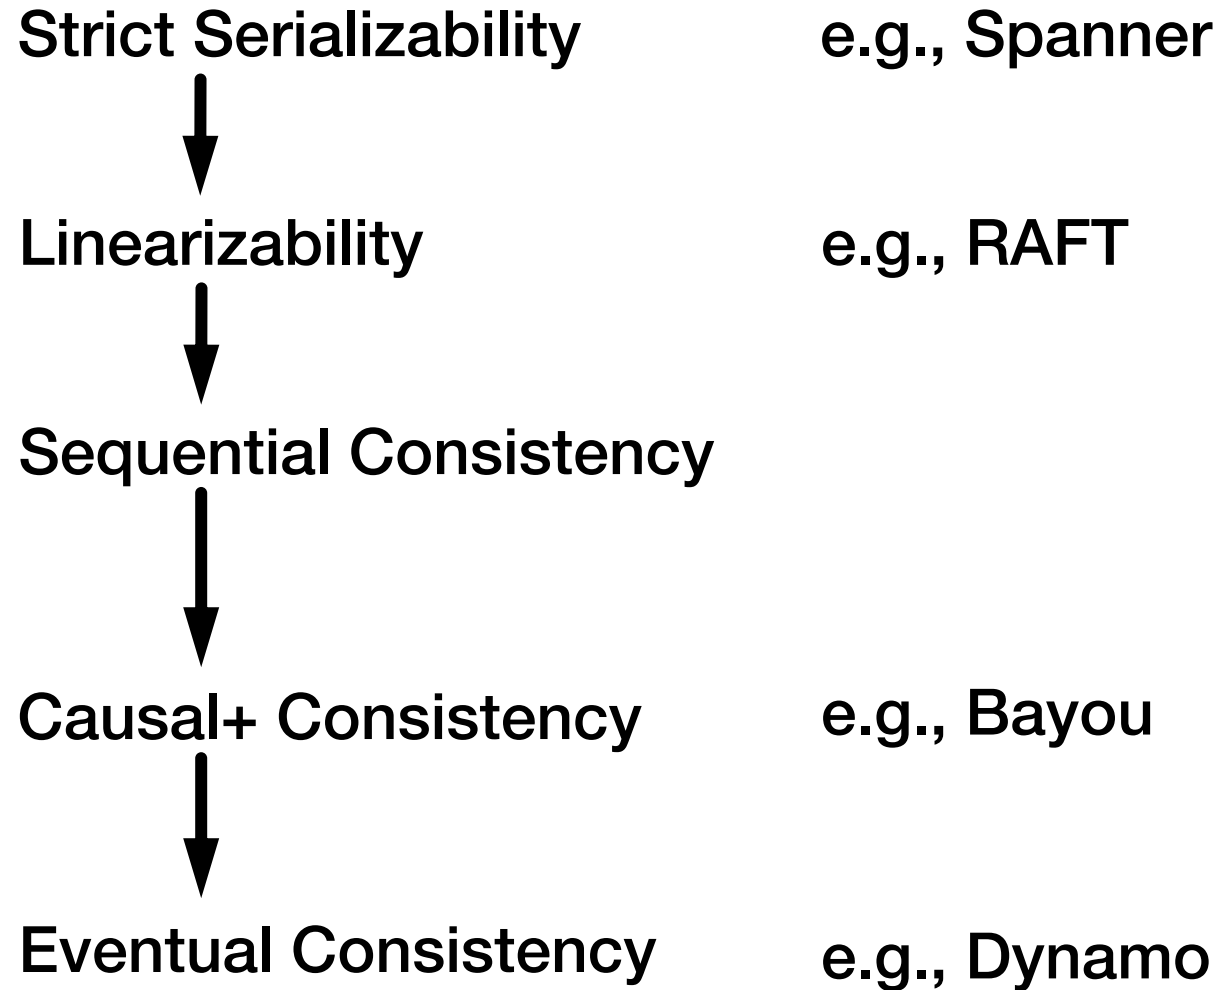 Strict Serializability e.g., Spanner
Linearizability e.g., RAFT
Sequential Consistency
Causal+ Consistency e.g., Bayou
Eventual Consistency e.g., Dynamo